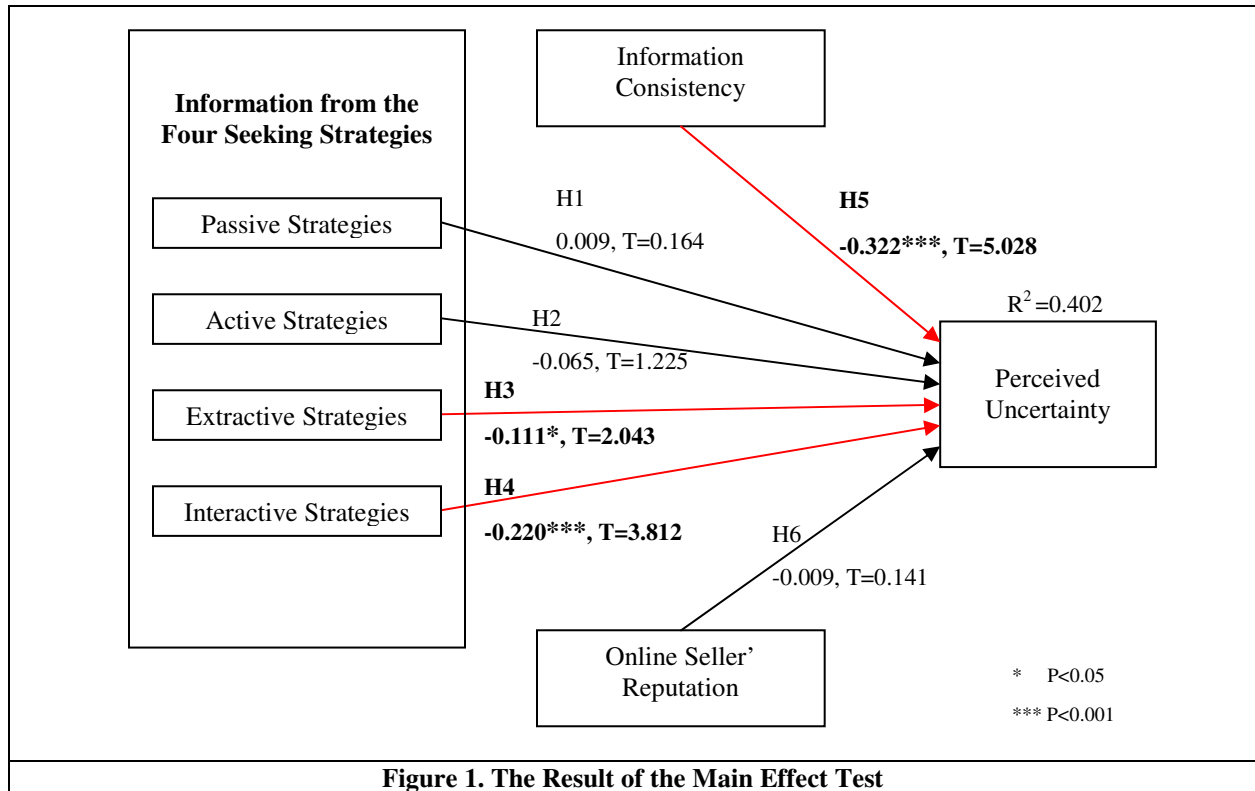 Information from the
Four Seeking Strategies
Passive Strategies
Active Strategies
Extractive Strategies
Interactive Strategies
Information
Consistency
H1
0.009, T=0.164
H2
-0.065, T=1.225
H3
-0.111*, T=2.043
H4
-0.220***, T=3.812
H5
-0.322***, T=5.028
R² =0.402
Perceived
Uncertainty
H6
-0.009, T=0.141
Online Seller’
Reputation
* P<0.05
*** P<0.001
Figure 1. The Result of the Main Effect Test